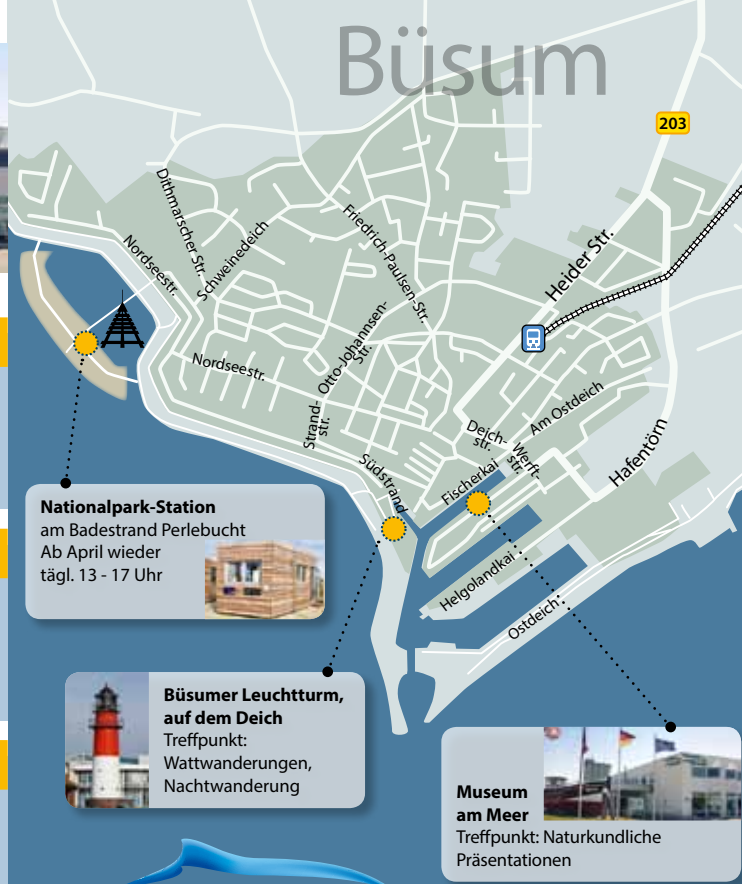 Büsum
203
Dithmarscher Str.
Schweinedeich
Nordseestr.
Friedrich-Paulsen-Str.
Heider Str.
Otto-Johannsen-
Str.
Nordseestr.
Strand-
str.
Am Ostdeich
Deich-
str.
Werft-
str.
Hafentörn
Südstrand
Fischerkai
Helgolandkai
Ostdeich
Nationalpark-Station
am Badestrand Perlebucht
Ab April wieder
tägl. 13 - 17 Uhr
Büsumer Leuchtturm,
auf dem Deich
Treffpunkt:
Wattwanderungen,
Nachtwanderung
Museum
am Meer
Treffpunkt: Naturkundliche
Präsentationen